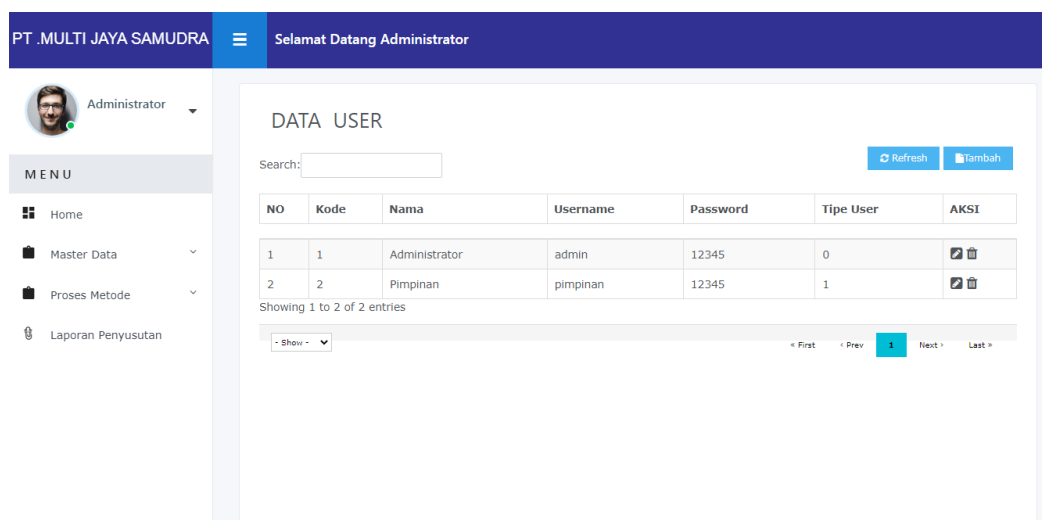 PT .MULTI JAYA SAMUDRA
Selamat Datang Administrator
Administrator
MENU
Home
Master Data
Proses Metode
Laporan Penyusutan
DATA USER
Search:
Refresh Tambah
NO Kode Nama Username Password Tipe User AKSI
1 1 Administrator admin 12345 0
2 2 Pimpinan pimpinan 12345 1
Showing 1 to 2 of 2 entries
- Show - « First ‹ Prev 1 Next › Last »